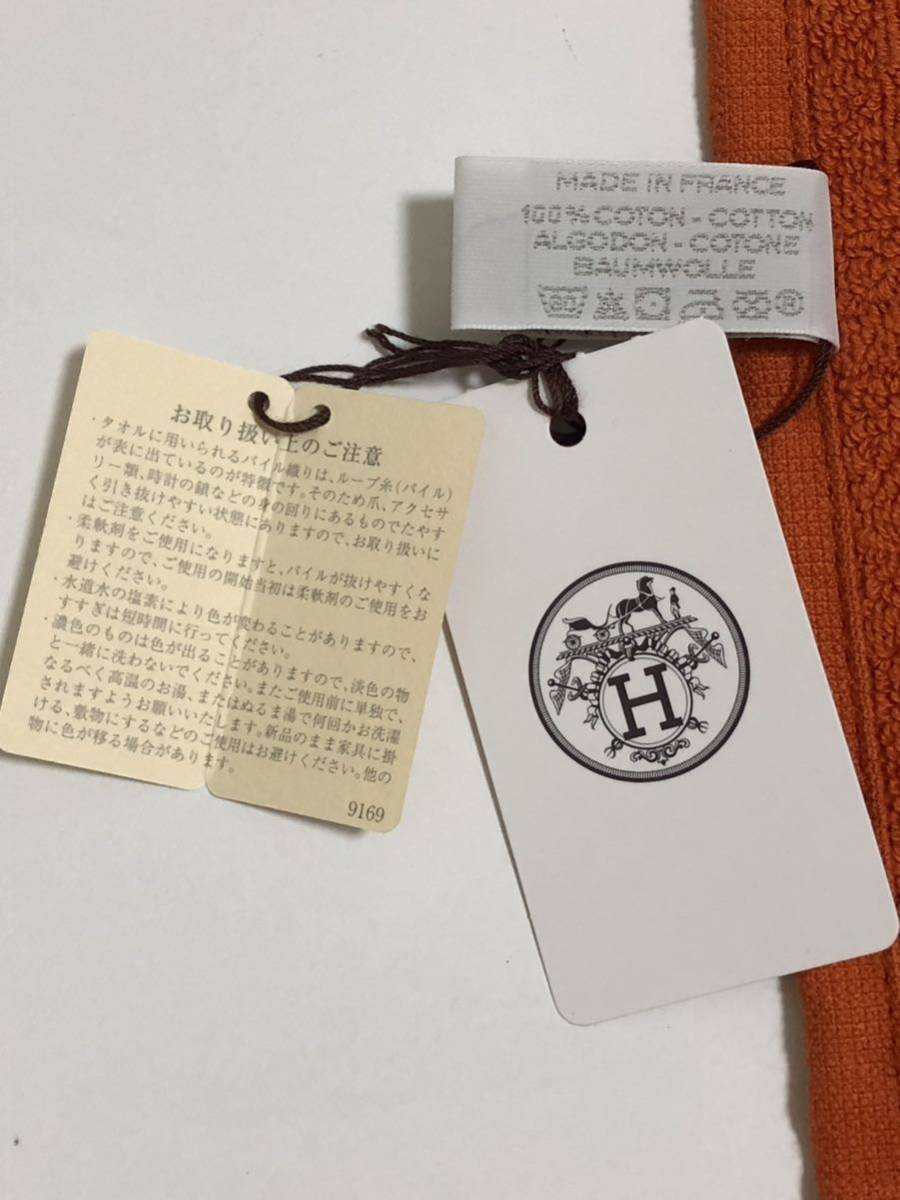 MADE IN FRANCE
100% COTON - COTTON
ALGODON - COTONE
BAUMWOLLE
60
お取り扱い上のご注意
・タオルに用いられるパイル織りは、ループ糸(パイル)
が表に出ているのが特徴です。そのため爪、アクセサ
リー類、時計の鎖などの身の回りにあるものでたやす
く引き抜けやすい状態にありますので、お取り扱いに
はご注意ください。
・柔軟剤をご使用になりますと、パイルが抜けやすくな
りますので、ご使用の開始当初は柔軟剤のご使用をお
避けください。
・水道水の塩素により色が変わることがありますので、
すすぎは短時間に行ってください。
・濃色のものは色が出ることがありますので、淡色の物
と一緒に洗わないでください。またご使用前に単独で、
なるべく高温のお湯、またはぬるま湯で何回かお洗濯
されますようお願いいたします。新品のまま家具に掛
ける、敷物にするなどのご使用はお避けください。他の
物に色が移る場合があります。
9169
H